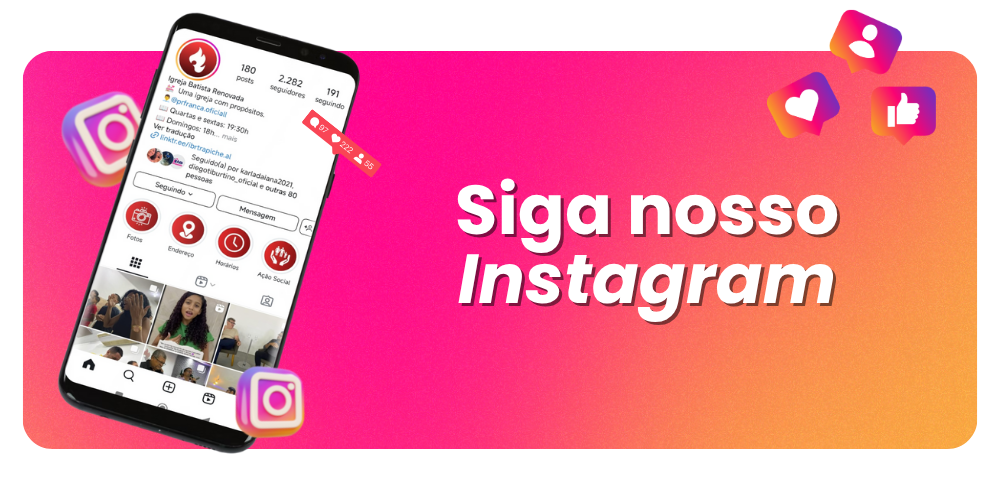 180
posts
2.282
seguidores
191
seguindo
Igreja Batista Renovada
Uma igreja com propósitos.
@prfranca.oficiall
Quartas e sextas: 19:30h
Domingos: 18h... mais
Ver tradução
linktr.ee/ibrtrapiche.al
Seguido(a) por karladaiana2021,
diegotiburtino_oficial e outras 80
pessoas
Seguindo
Mensagem
Fotos
Endereço
Horários
Ação Social
97 222 55
Siga nosso
Instagram